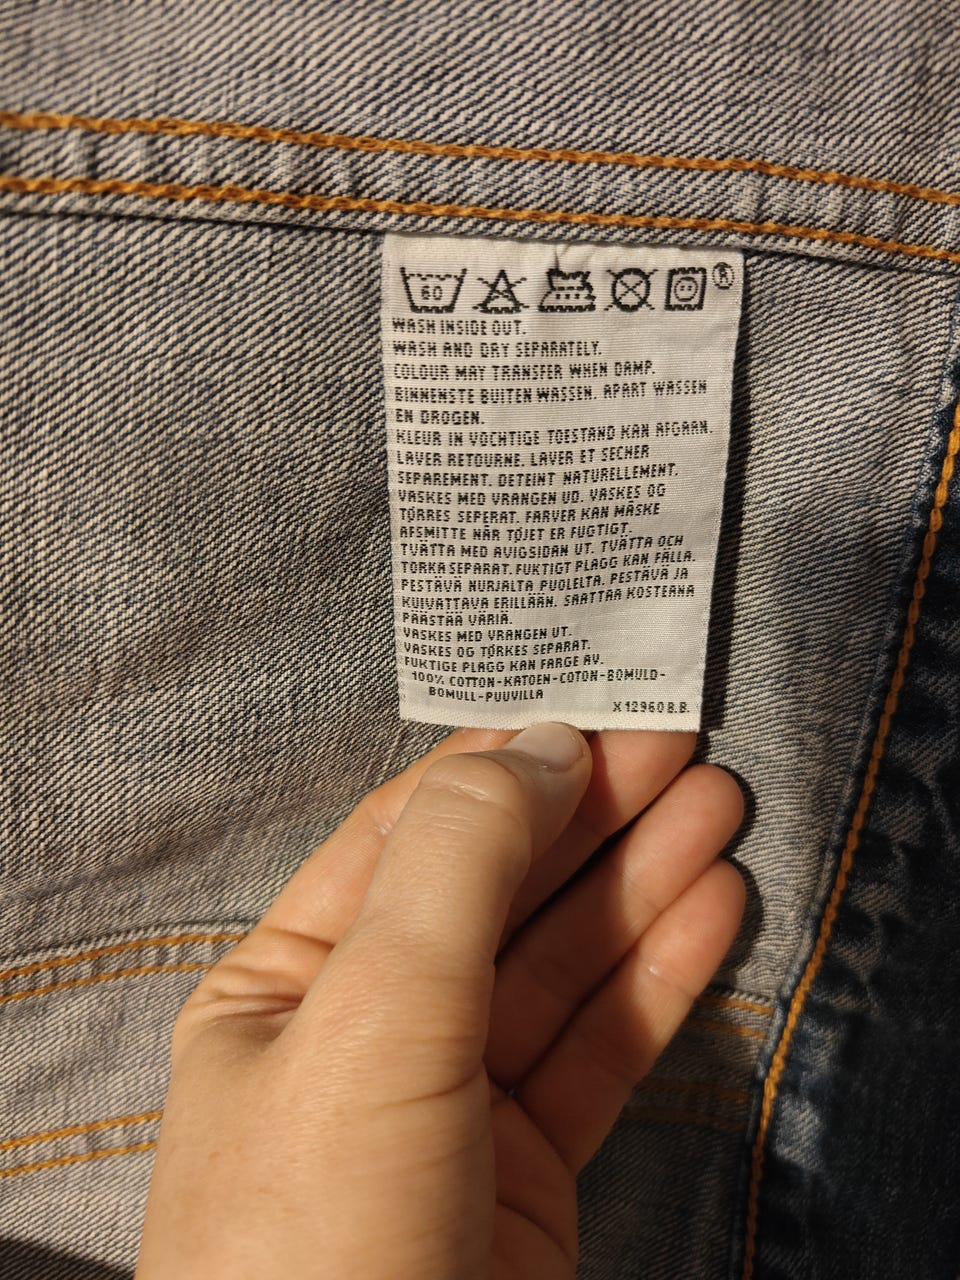 60 ®
WASH INSIDE OUT.
WASH AND DRY SEPARATELY.
COLOUR MAY TRANSFER WHEN DAMP.
BINNENSTE BUITEN WASSEN. APART WASSEN
EN DROGEN.
KLEUR IN VOCHTIGE TOESTAND KAN AFGAAN.
LAVER RETOURNE. LAVER ET SECHER
SEPAREMENT. DETEINT NATURELLEMENT.
VASKES MED VRANGEN UD. VASKES OG
TØRRES SEPERAT. FARVER KAN MÅSKE
AFSMITTE NÅR TØJET ER FUGTIGT.
TVÄTTA MED AVIGSIDAN UT. TVÄTTA OCH
TORKA SEPARAT. FUKTIGT PLAGG KAN FÄLLA.
PESTÄVÄ NURJALTA PUOLELTA. PESTÄVÄ JA
KUIVATTAVA ERILLÄÄN. SAATTAA KOSTEANA
PÄÄSTÄÄ VÄRIÄ.
VASKES MED VRANGEN UT.
VASKES OG TØRKES SEPARAT.
FUKTIGE PLAGG KAN FARGE AV.
100% COTTON-KATOEN-COTON-BOMULD-
BOMULL-PUUVILLA
X12960 B.B.